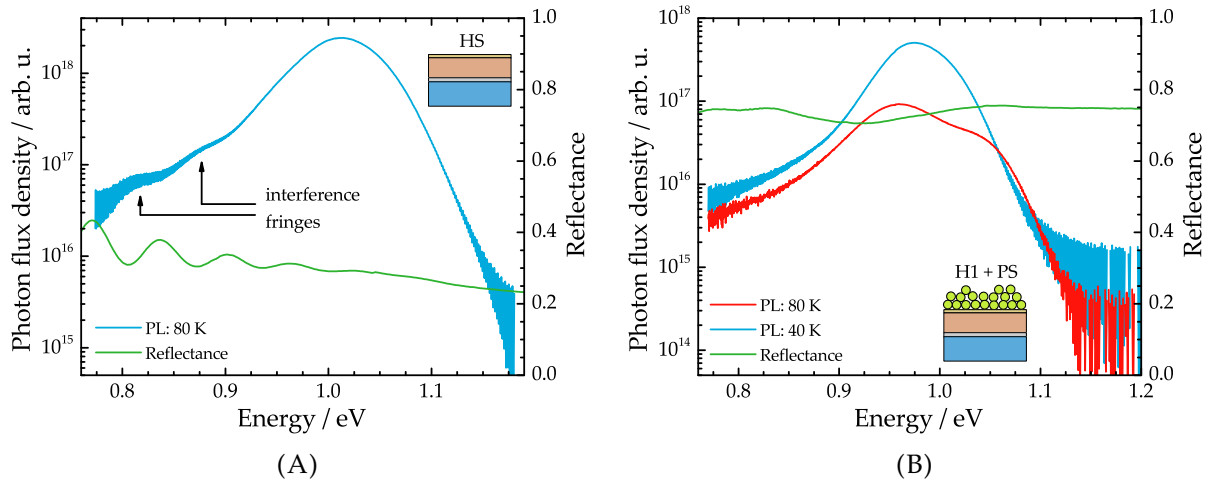 HS
interference
fringes
PL: 80 K
Reflectance
Photon flux density / arb. u.
10^18
10^17
10^16
10^15
0.8
0.9
1.0
1.1
Energy / eV
1.0
0.8
0.6
0.4
0.2
0.0
Reflectance
(A)
H1 + PS
PL: 80 K
PL: 40 K
Reflectance
Photon flux density / arb. u.
10^18
10^17
10^16
10^15
10^14
0.8
0.9
1.0
1.1
1.2
Energy / eV
1.0
0.8
0.6
0.4
0.2
0.0
Reflectance
(B)